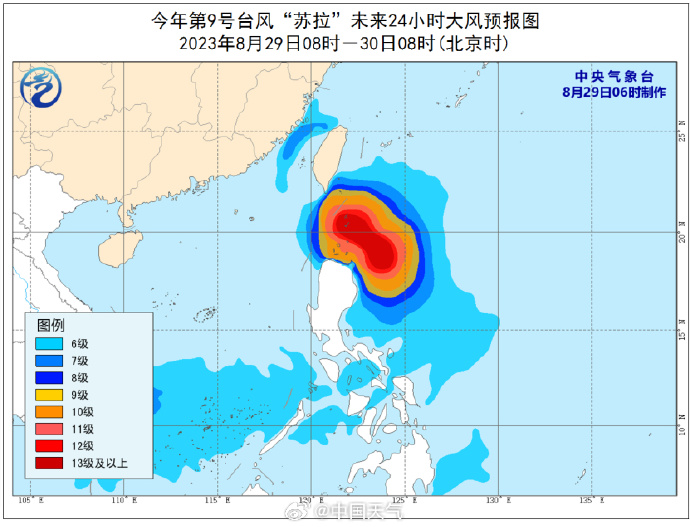 今年第9号台风“苏拉”未来24小时大风预报图
2023年8月29日08时—30日08时(北京时)
中央气象台
8月29日06时制作
25°N
20°N
15°N
10°N
图例
6级
7级
8级
9级
10级
11级
12级
13级及以上
105° E
110° E
115° E
120° E
125° E
130° E
135° E
@中国天气